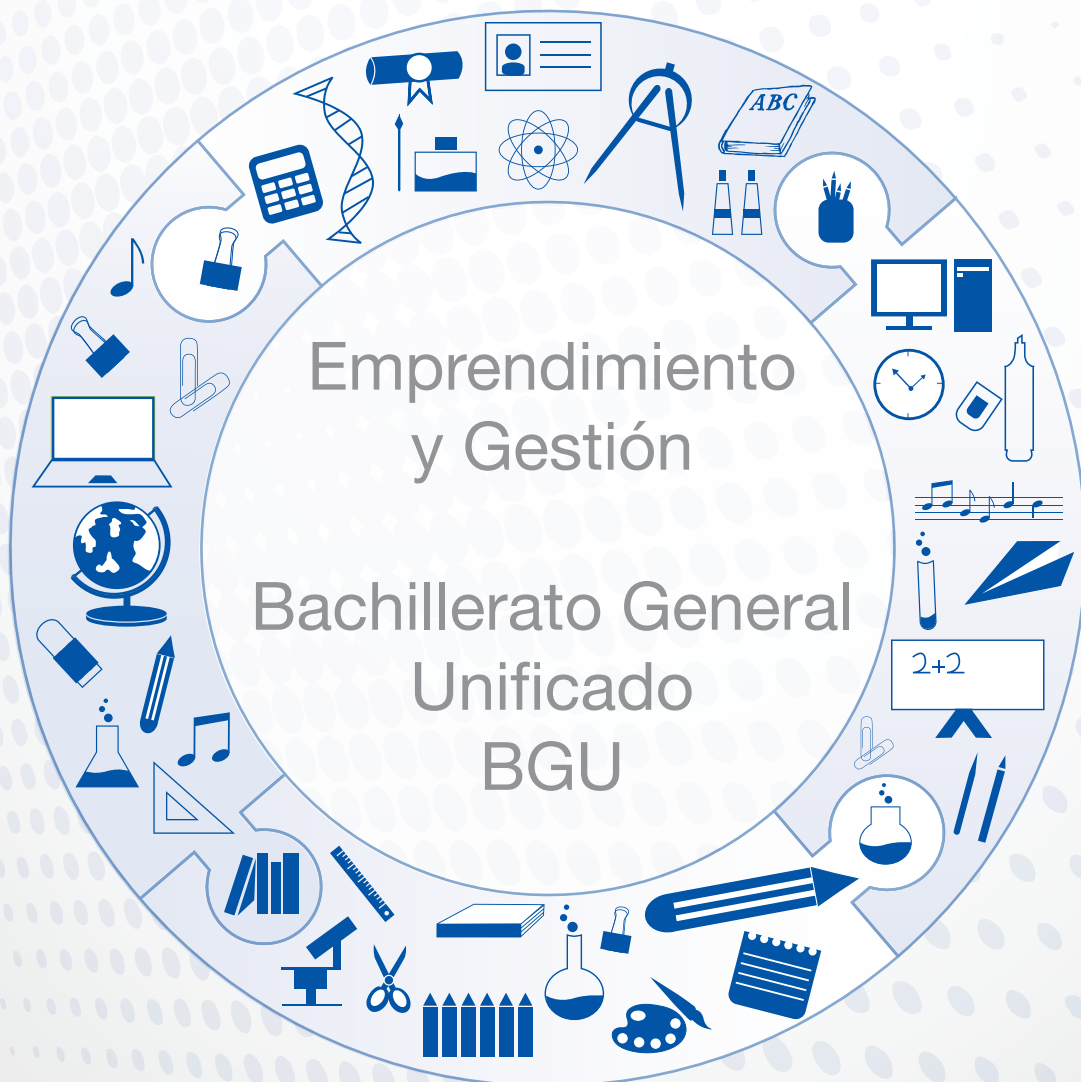 ABC
Emprendimiento
y Gestión
Bachillerato General
Unificado
BGU
2+2